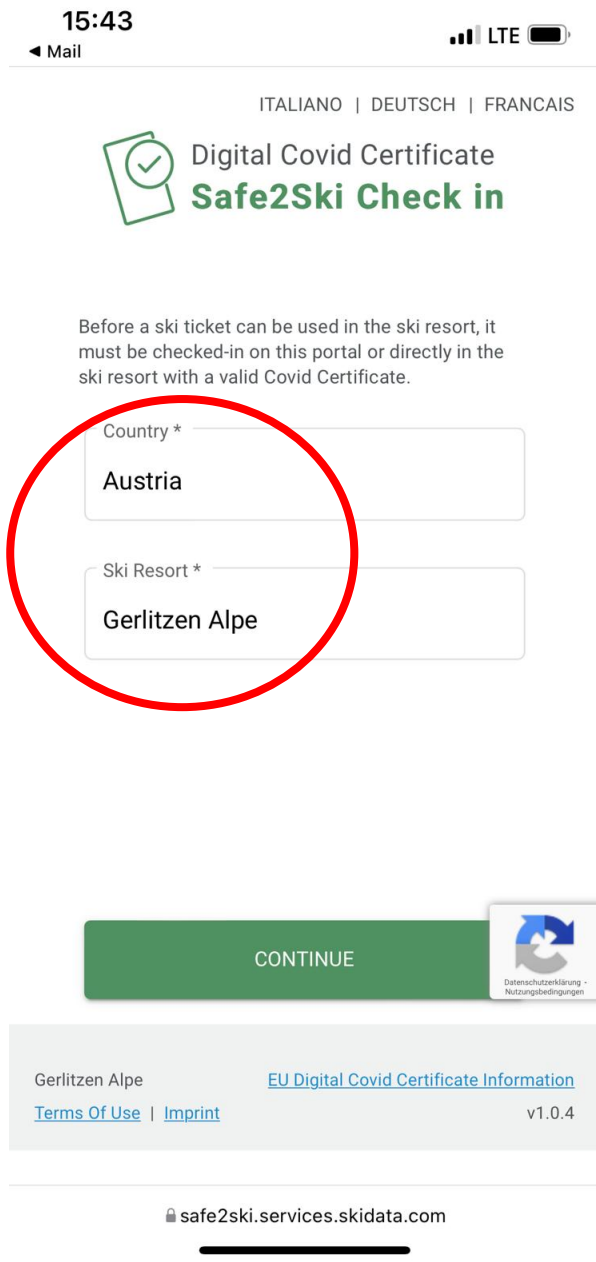 15:43
◀ Mail
LTE
ITALIANO | DEUTSCH | FRANCAIS
Digital Covid Certificate
Safe2Ski Check in
Before a ski ticket can be used in the ski resort, it
must be checked-in on this portal or directly in the
ski resort with a valid Covid Certificate.
Country *
Austria
Ski Resort *
Gerlitzen Alpe
CONTINUE
Datenschutzerklärung -
Nutzungsbedingungen
Gerlitzen Alpe
EU Digital Covid Certificate Information
Terms Of Use | Imprint
v1.0.4
safe2ski.services.skidata.com